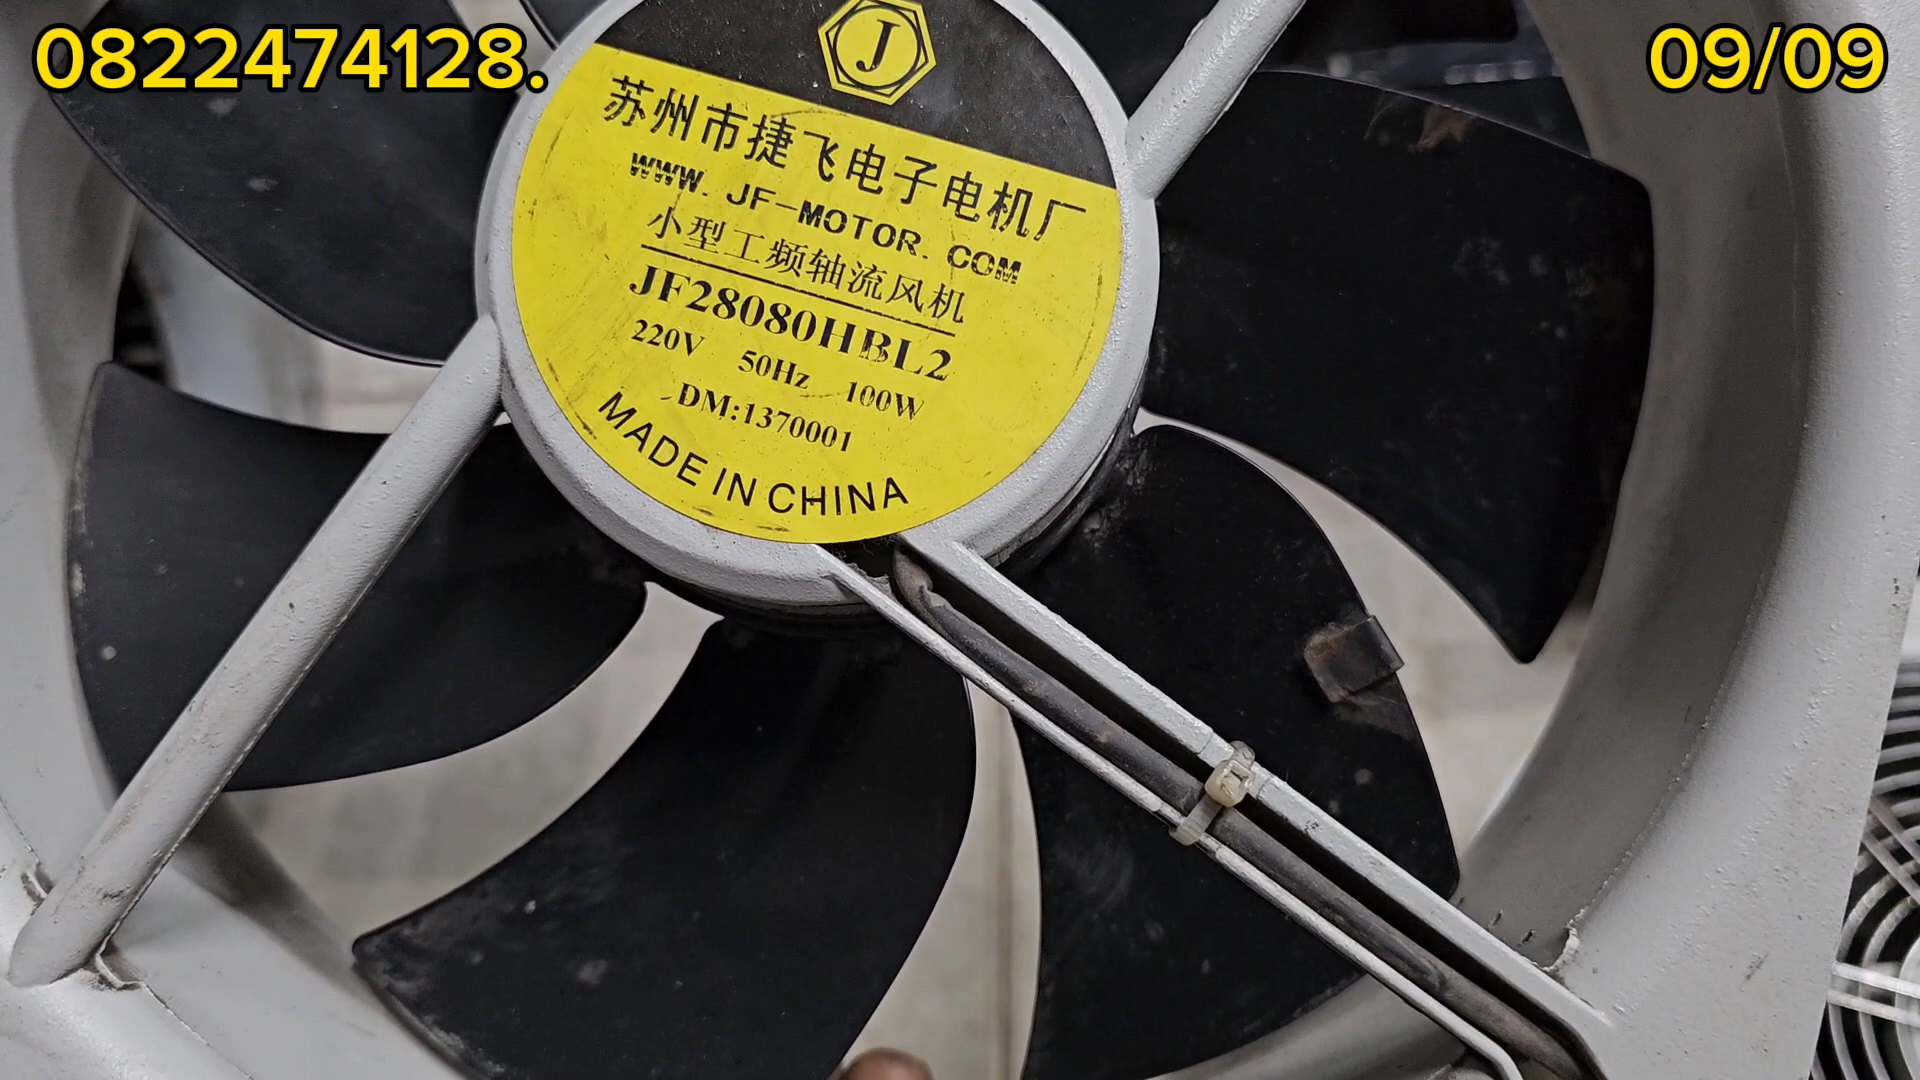 0822474128.
09/09
J
苏州市捷飞电子电机厂
WWW. JF-MOTOR. COM
小型工频轴流风机
JF28080HBL2
220V 50Hz 100W
DM:1370001
MADE IN CHINA